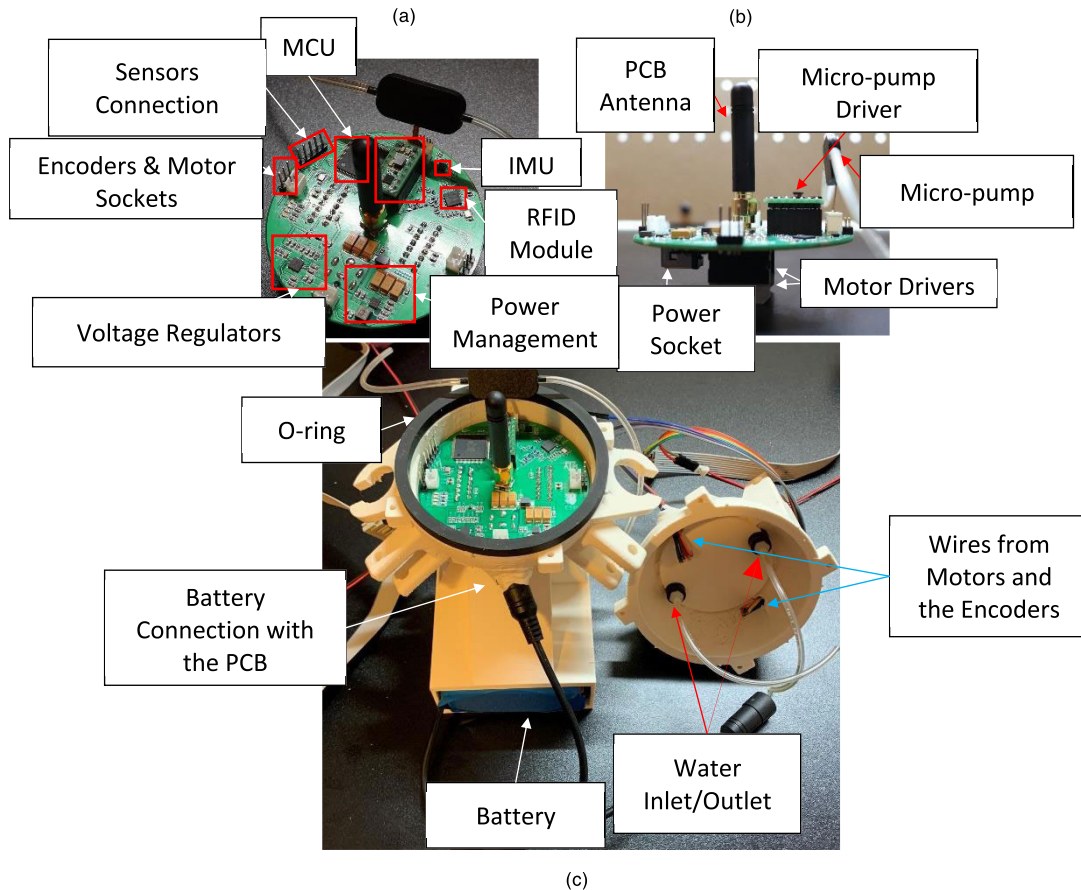 (a)
(b)
MCU
Sensors
Connection
Encoders & Motor
Sockets
IMU
RFID
Module
Voltage Regulators
Power
Management
PCB
Antenna
Micro-pump
Driver
Micro-pump
Motor Drivers
Power
Socket
O-ring
Battery
Connection with
the PCB
Wires from
Motors and
the Encoders
Water
Inlet/Outlet
Battery
(c)